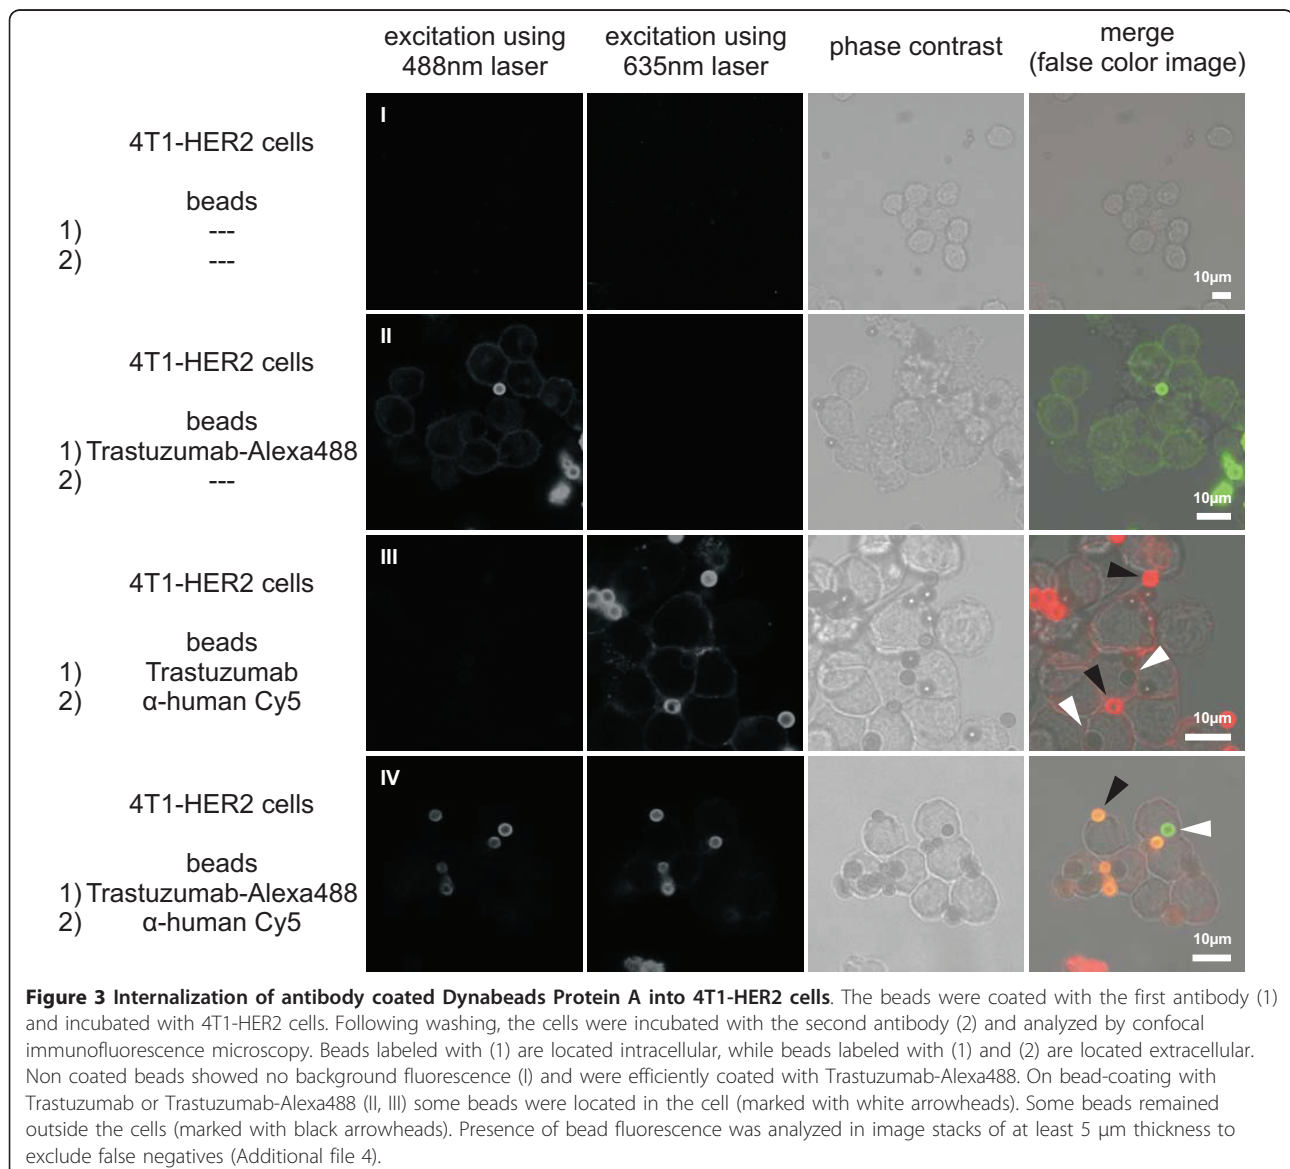 excitation using
488nm laser
excitation using
635nm laser
phase contrast
merge
(false color image)
4T1-HER2 cells
beads
1) ---
2) ---
I
10µm
4T1-HER2 cells
beads
1) Trastuzumab-Alexa488
2) ---
II
10µm
4T1-HER2 cells
beads
1) Trastuzumab
2) α-human Cy5
III
10µm
4T1-HER2 cells
beads
1) Trastuzumab-Alexa488
2) α-human Cy5
IV
10µm
Figure 3 Internalization of antibody coated Dynabeads Protein A into 4T1-HER2 cells. The beads were coated with the first antibody (1)
and incubated with 4T1-HER2 cells. Following washing, the cells were incubated with the second antibody (2) and analyzed by confocal
immunofluorescence microscopy. Beads labeled with (1) are located intracellular, while beads labeled with (1) and (2) are located extracellular.
Non coated beads showed no background fluorescence (I) and were efficiently coated with Trastuzumab-Alexa488. On bead-coating with
Trastuzumab or Trastuzumab-Alexa488 (II, III) some beads were located in the cell (marked with white arrowheads). Some beads remained
outside the cells (marked with black arrowheads). Presence of bead fluorescence was analyzed in image stacks of at least 5 µm thickness to
exclude false negatives (Additional file 4).